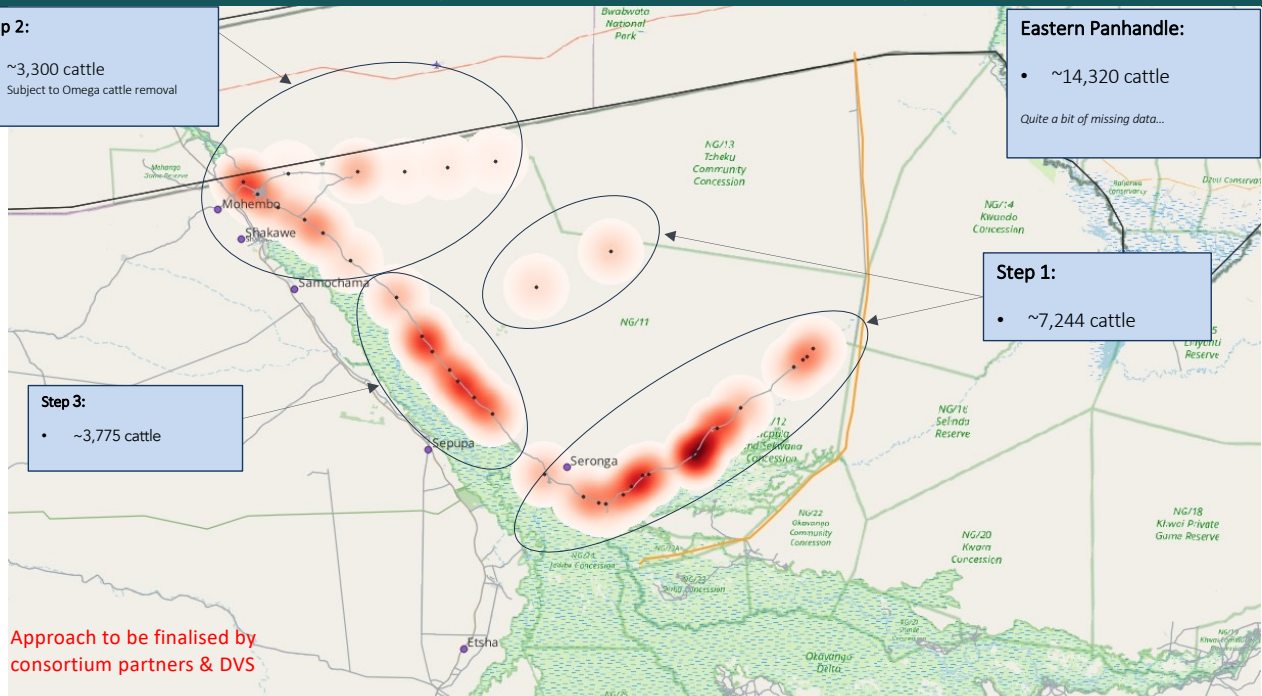 p 2:
~3,300 cattle
Subject to Omega cattle removal
Eastern Panhandle:
• ~14,320 cattle
Quite a bit of missing data...
Step 1:
• ~7,244 cattle
Step 3:
• ~3,775 cattle
Approach to be finalised by
consortium partners & DVS
Bwabwata
National
Park
NG/13
Tcheku
Community
Concession
NG/14
Kwando
Concession
NG/11
Mohembo
Shakawe
Samochama
Sepupa
Seronga
Etsha
/12
Concession
NG/16
Selinda
Reserve
Reserve
NG/18
Khwai Private
Game Reserve
NG/20
Kwara
Concession
NG/22
Okavango
Community
Concession
Okavango
Delta